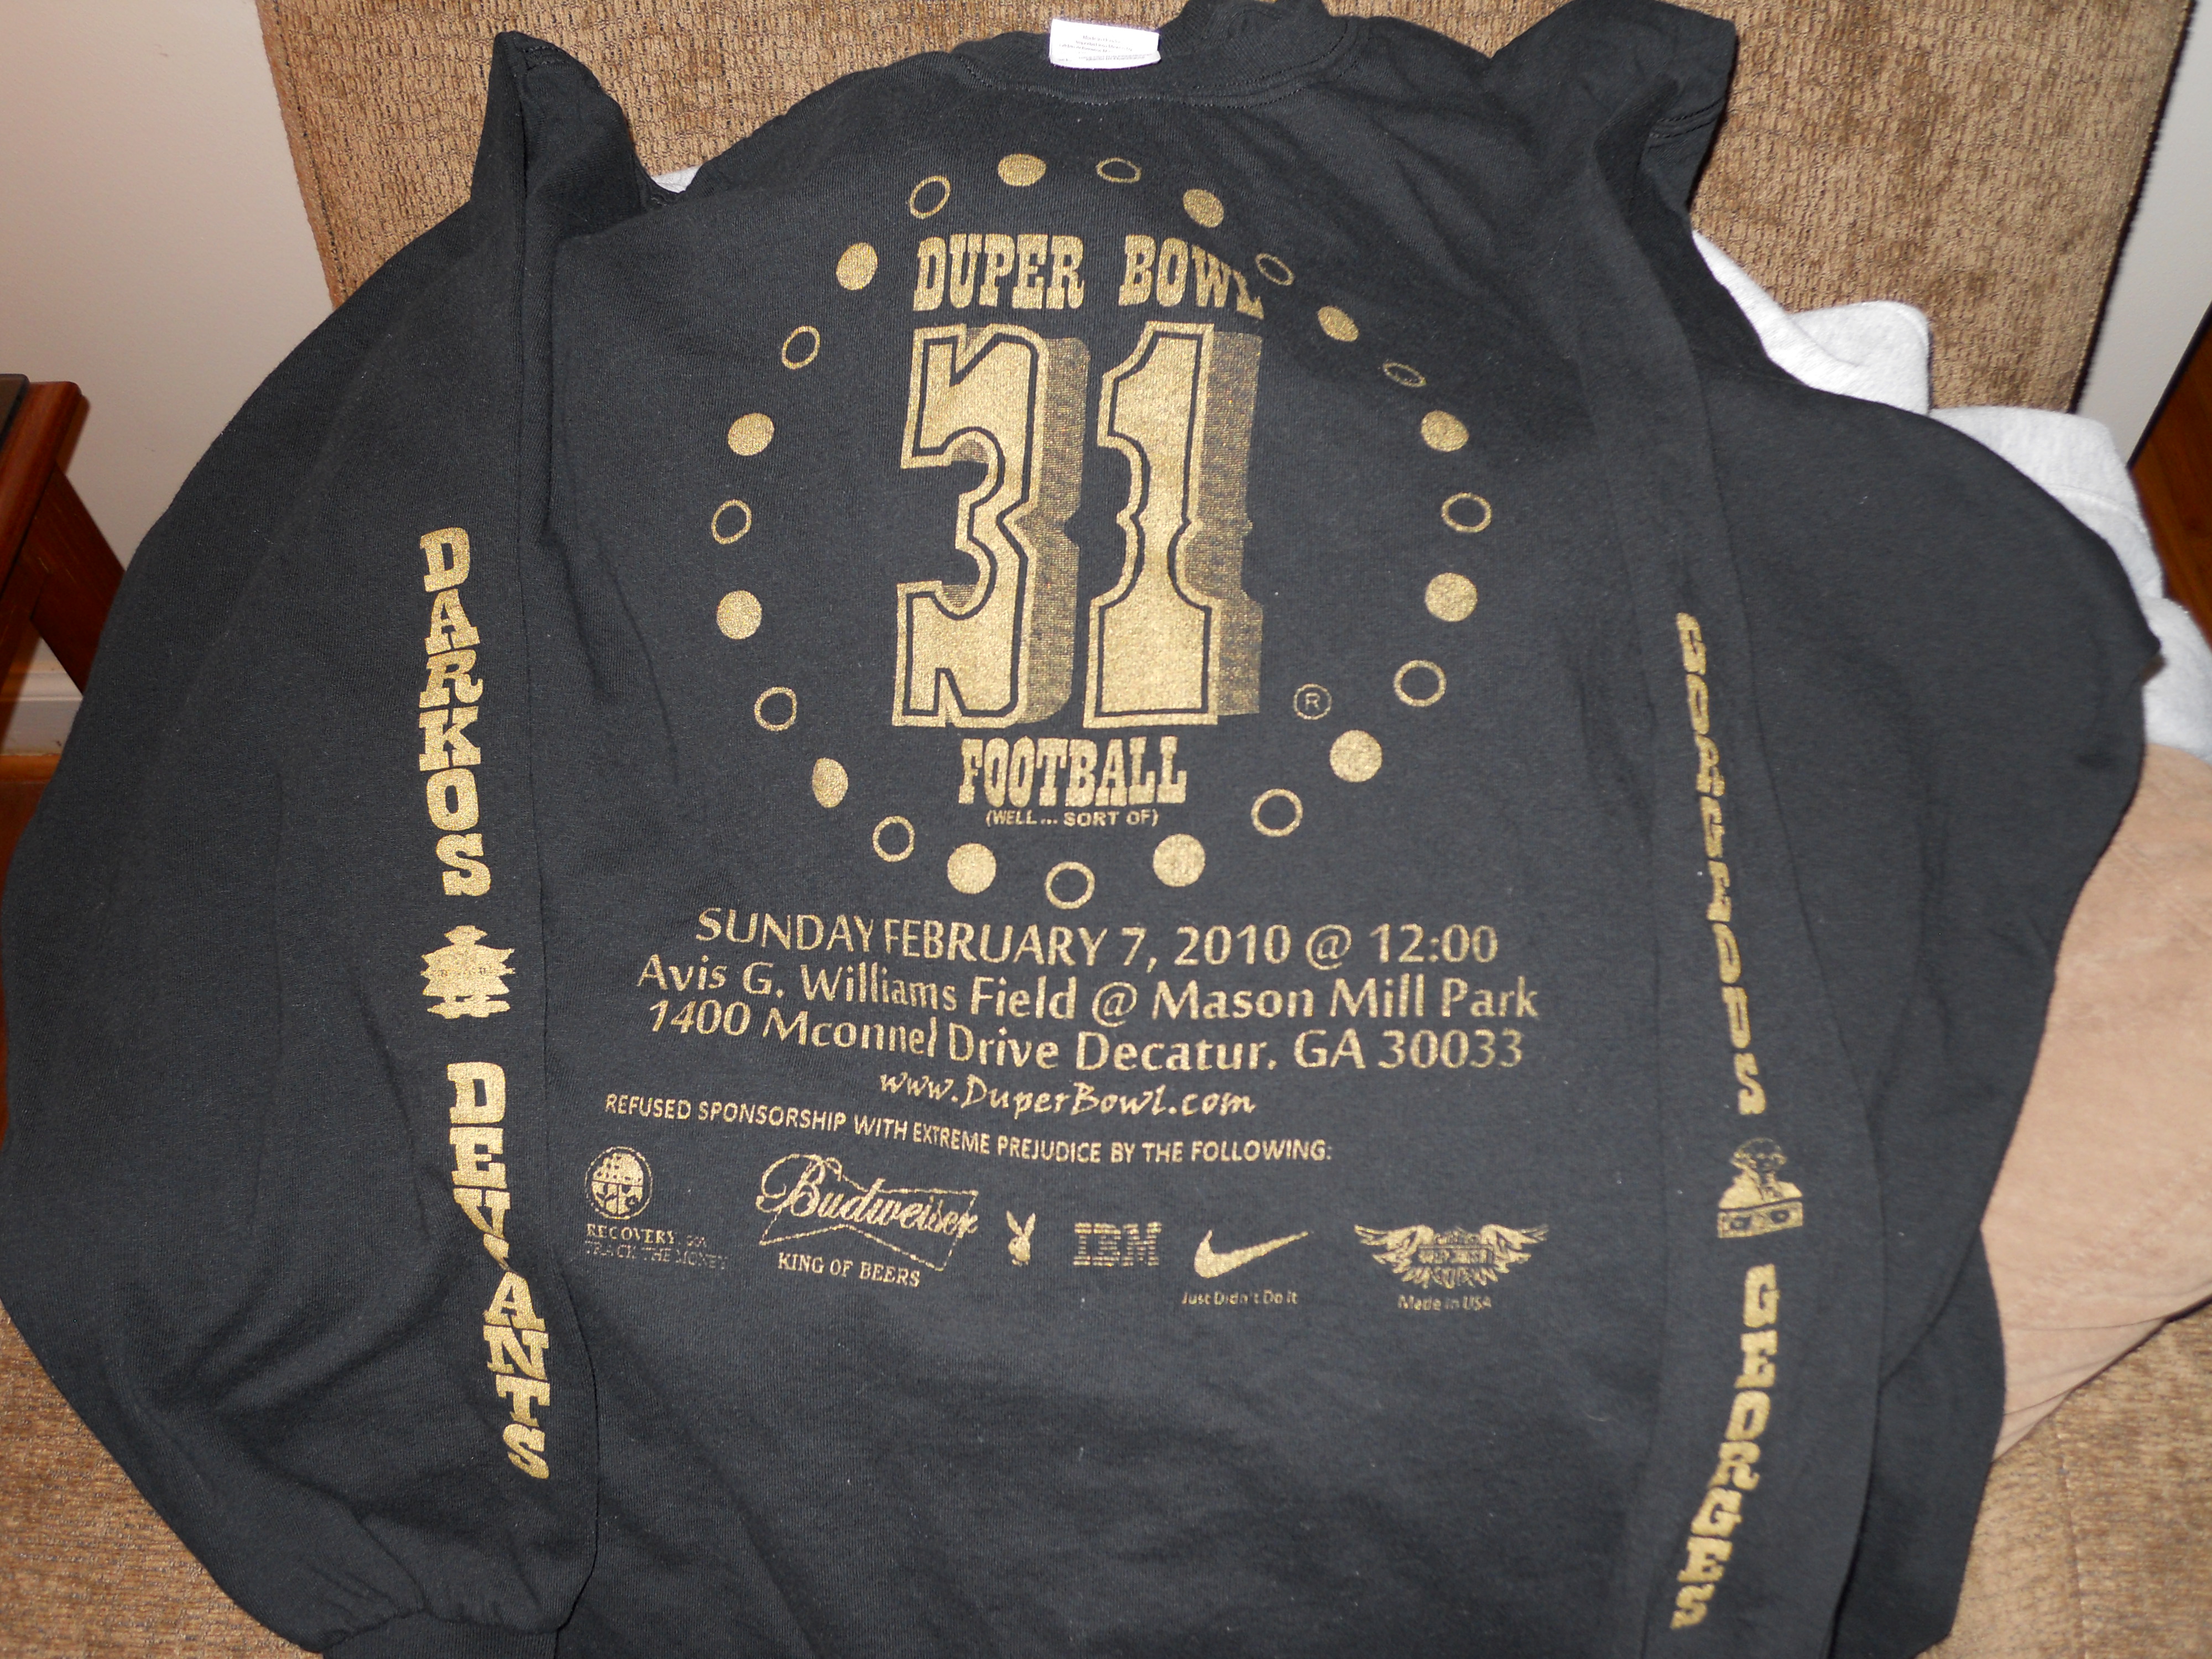 DUPER BOWL
31
®
FOOTBALL
(WELL... SORT OF)
SUNDAY FEBRUARY 7, 2010 @ 12:00
Avis G. Williams Field @ Mason Mill Park
1400 Mconnel Drive Decatur, GA 30033
www.DuperBowl.com
REFUSED SPONSORSHIP WITH EXTREME PREJUDICE BY THE FOLLOWING:
RECOVERY.
TRACK THE MONEY
Budweiser
KING OF BEERS
IBM
Just Didn't Do It
Made in USA
DARKOS
DEVIANTS
GORGEOUS
GEORGES